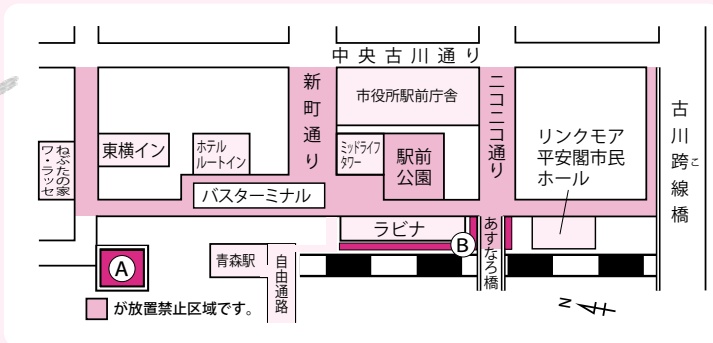 中央古川通り
新町通り
市役所駅前庁舎
ニコニコ通り
古川跨線橋
こ
ねぶたの家
ワ・ラッセ
東横イン
ホテル
ルートイン
ミッドライフ
タワー
駅前
公園
リンクモア
平安閣市民
ホール
バスターミナル
ラビナ
あすなろ橋
A
B
青森駅
自由通路
が放置禁止区域です。
N